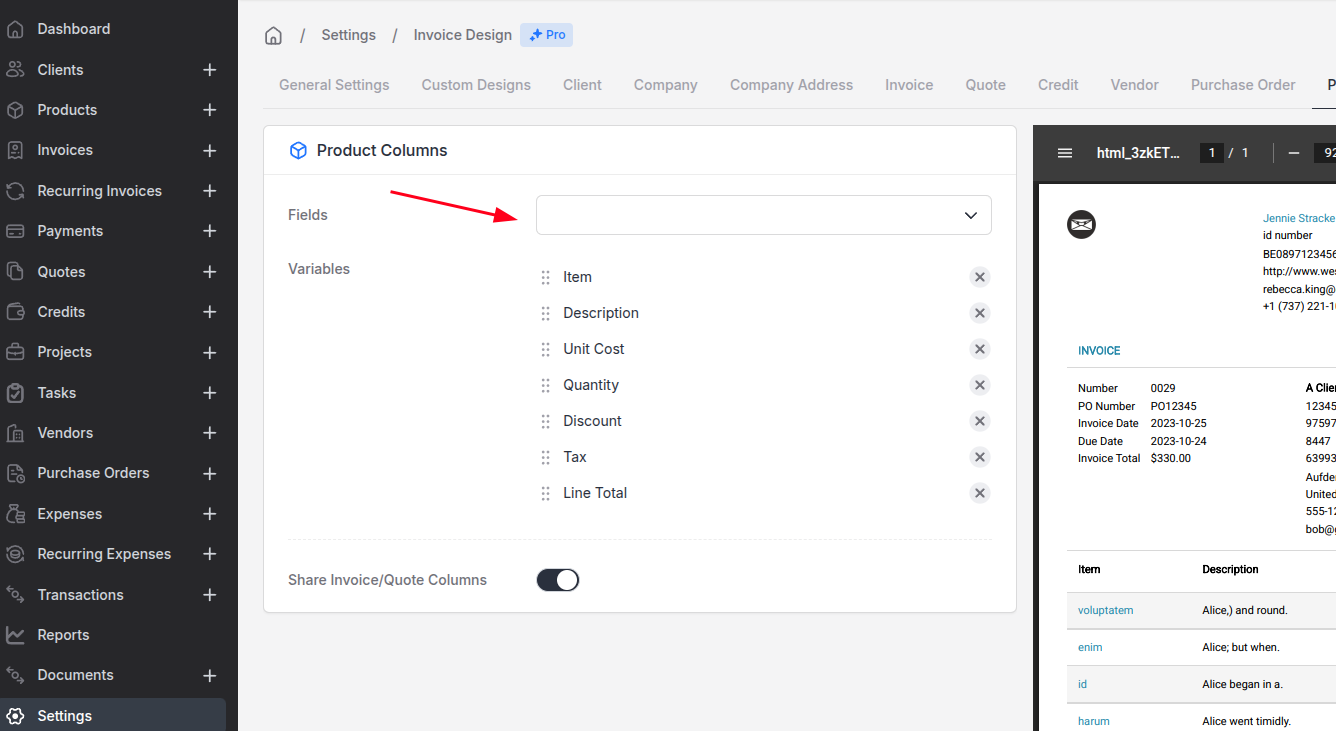 Dashboard
Clients
Products
Invoices
Recurring Invoices
Payments
Quotes
Credits
Projects
Tasks
Vendors
Purchase Orders
Expenses
Recurring Expenses
Transactions
Reports
Documents
Settings
/ Settings / Invoice Design Pro
General Settings Custom Designs Client Company Company Address Invoice Quote Credit Vendor Purchase Order P
Product Columns
Fields
Variables
Item
Description
Unit Cost
Quantity
Discount
Tax
Line Total
Share Invoice/Quote Columns
html_3zkET... 1 / 1 92
Jennie Stracke
id number
BE0897123456
http://www.wes
rebecca.king@
+1 (737) 221-1
INVOICE
Number 0029
PO Number PO12345
Invoice Date 2023-10-25
Due Date 2023-10-24
Invoice Total $330.00
A Clie
12345
97597
8447
63993
Aufder
United
555-12
bob@
Item Description
voluptatem Alice,) and round.
enim Alice; but when.
id Alice began in a.
harum Alice went timidly.